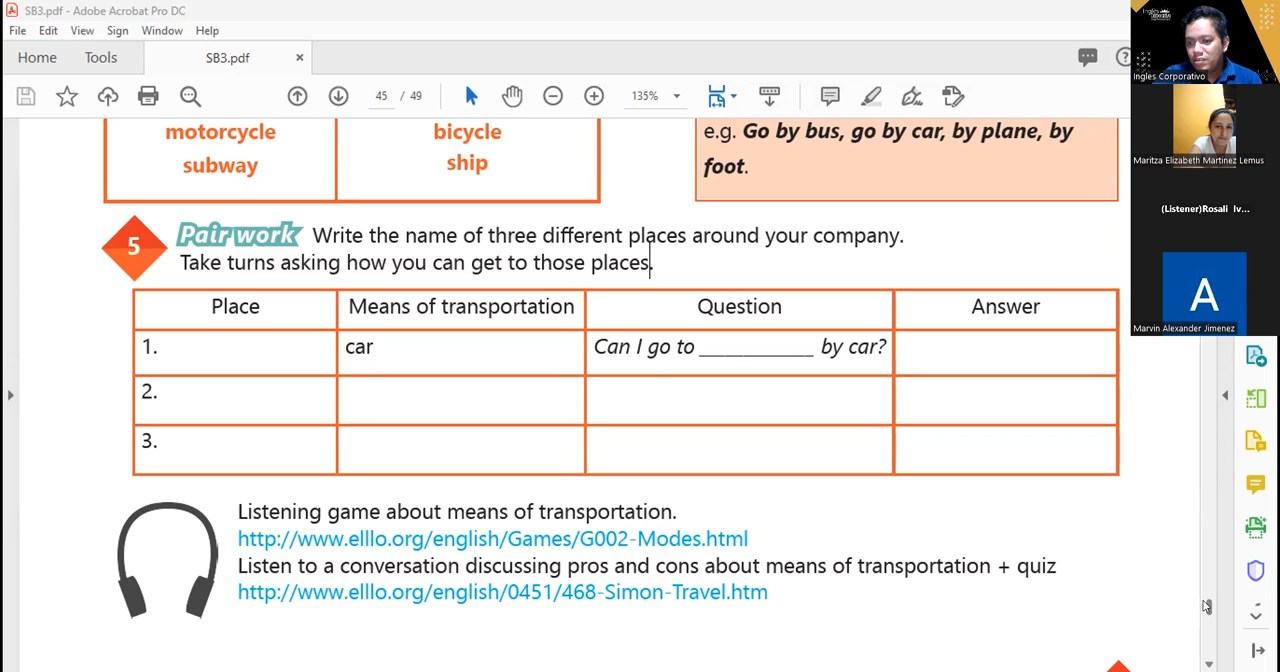 SB3.pdf - Adobe Acrobat Pro DC
File Edit View Sign Window Help
Home Tools SB3.pdf ×
45 / 49 135%
motorcycle bicycle
subway ship
e.g. Go by bus, go by car, by plane, by
foot.
5 Pair work Write the name of three different places around your company.
Take turns asking how you can get to those places.
Place Means of transportation Question Answer
1. car Can I go to ___________ by car?
2.
3.
Listening game about means of transportation.
http://www.elllo.org/english/Games/G002-Modes.html
Listen to a conversation discussing pros and cons about means of transportation + quiz
http://www.elllo.org/english/0451/468-Simon-Travel.htm
Inglés Corporativo
Ingles Corporativo
Maritza Elizabeth Martinez Lemus
(Listener)Rosali Iv...
A
Marvin Alexander Jimenez